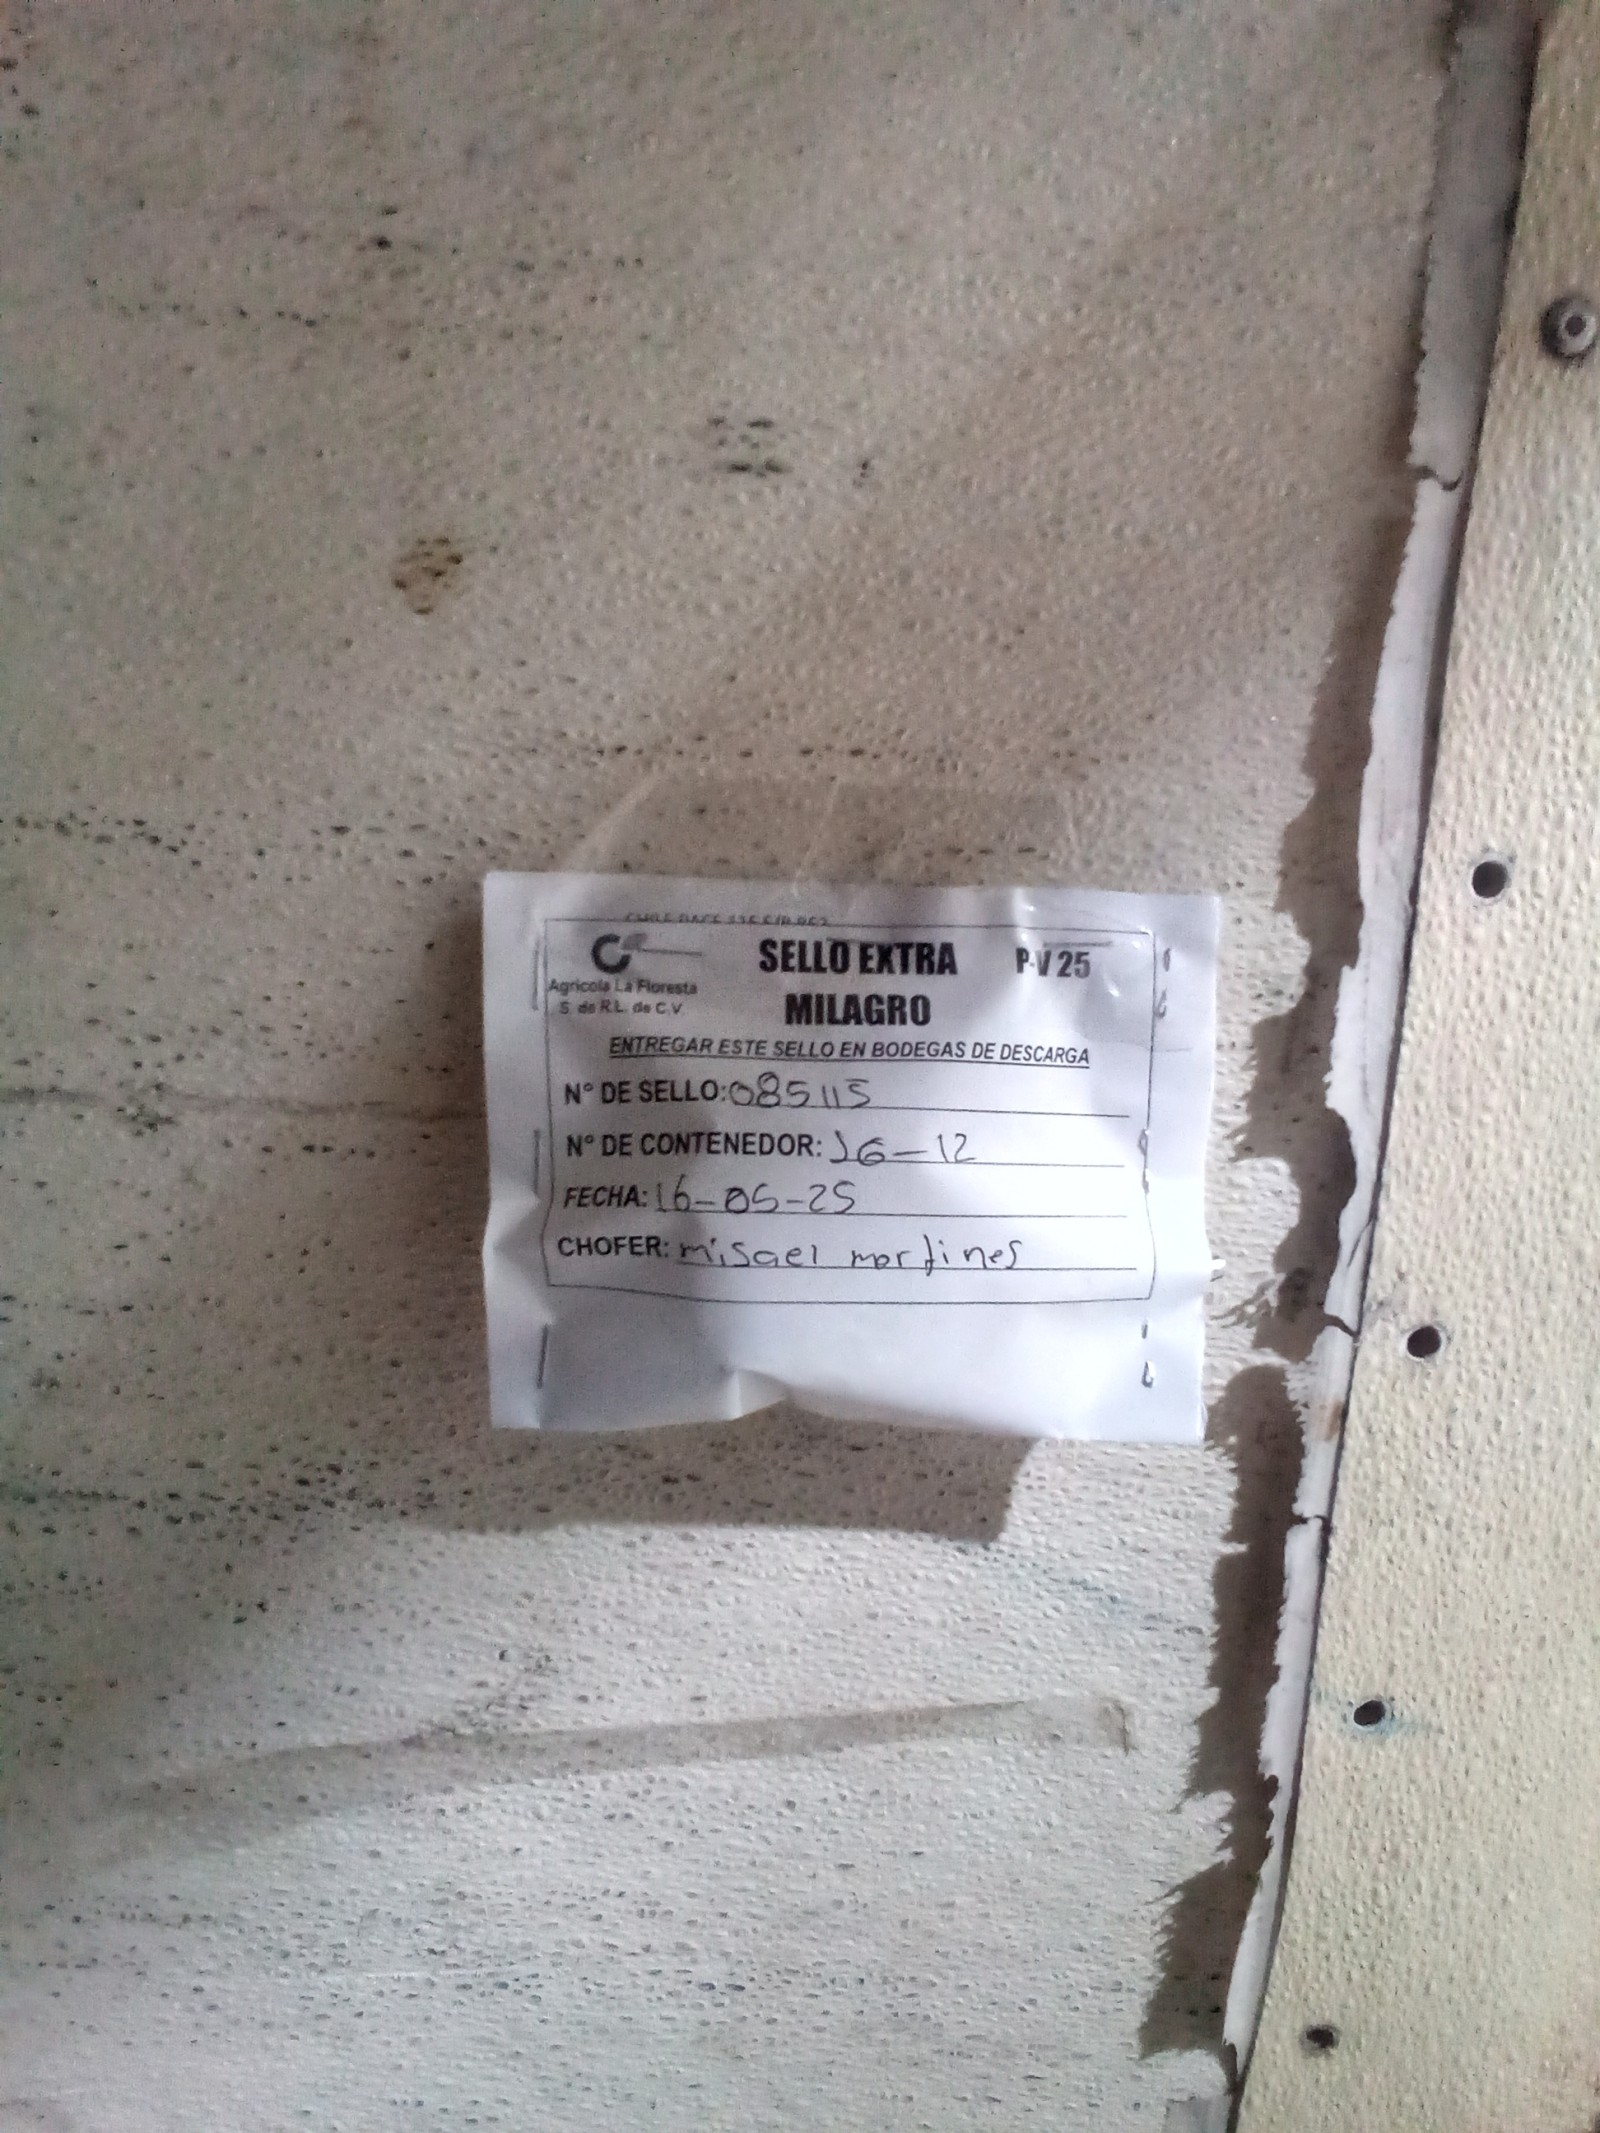 Agricola La Floresta
S. de R.L. de C.V.
SELLO EXTRA P-V 25
MILAGRO
ENTREGAR ESTE SELLO EN BODEGAS DE DESCARGA
N° DE SELLO: 085115
N° DE CONTENEDOR: 16-12
FECHA: 16-05-25
CHOFER: misael martines